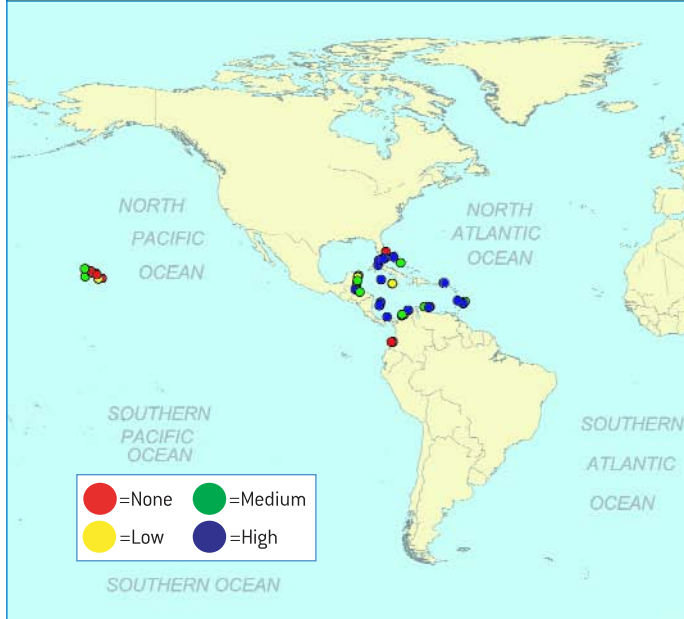 NORTH
PACIFIC
OCEAN
NORTH
ATLANTIC
OCEAN
SOUTHERN
PACIFIC
OCEAN
SOUTHERN
ATLANTIC
OCEAN
=None
=Medium
=Low
=High
SOUTHERN OCEAN